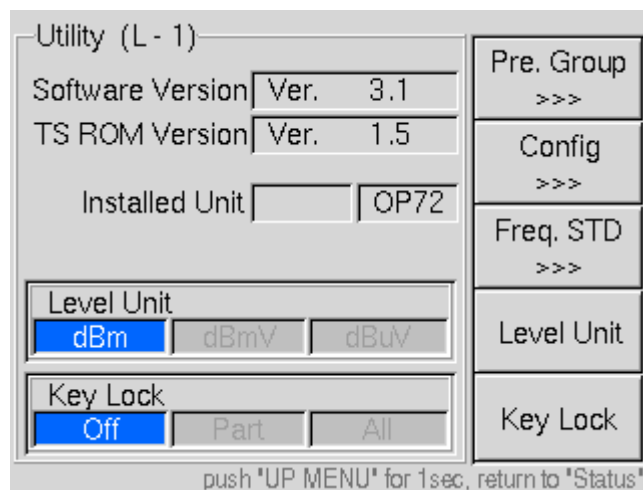 Utility (L - 1)
Software Version Ver. 3.1
TS ROM Version Ver. 1.5
Installed Unit OP72
Level Unit
dBm dBmV dBuV
Key Lock
Off Part All
Pre. Group
>>>
Config
>>>
Freq. STD
>>>
Level Unit
Key Lock
push "UP MENU" for 1sec, return to "Status"